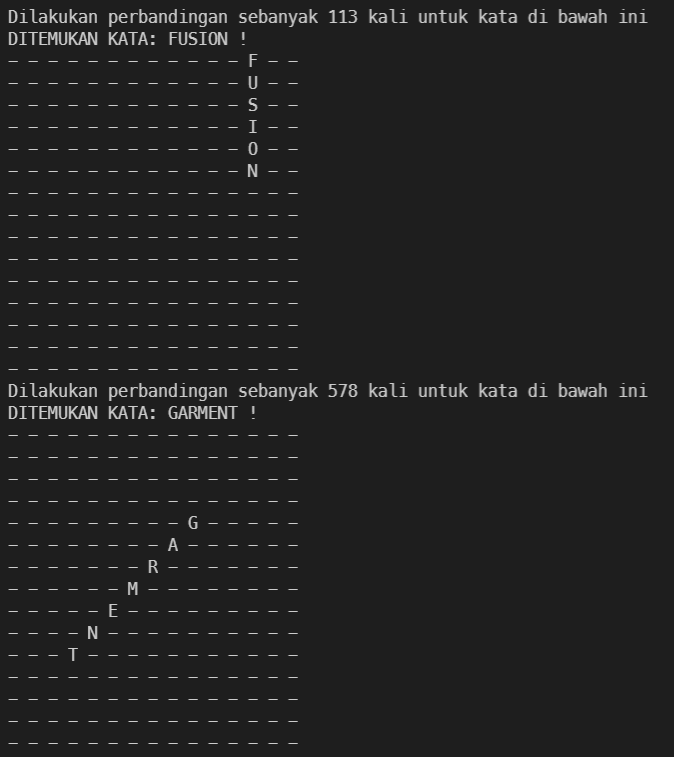 Dilakukan perbandingan sebanyak 113 kali untuk kata di bawah ini
DITEMUKAN KATA: FUSION !
- - - - - - - - - - - - F - -
- - - - - - - - - - - - U - -
- - - - - - - - - - - - S - -
- - - - - - - - - - - - I - -
- - - - - - - - - - - - O - -
- - - - - - - - - - - - N - -
- - - - - - - - - - - - - - -
- - - - - - - - - - - - - - -
- - - - - - - - - - - - - - -
- - - - - - - - - - - - - - -
- - - - - - - - - - - - - - -
- - - - - - - - - - - - - - -
- - - - - - - - - - - - - - -
- - - - - - - - - - - - - - -
- - - - - - - - - - - - - - -
Dilakukan perbandingan sebanyak 578 kali untuk kata di bawah ini
DITEMUKAN KATA: GARMENT !
- - - - - - - - - - - - - - -
- - - - - - - - - - - - - - -
- - - - - - - - - - - - - - -
- - - - - - - - - - - - - - -
- - - - - - - - - G - - - - -
- - - - - - - - A - - - - - -
- - - - - - - R - - - - - - -
- - - - - - M - - - - - - - -
- - - - - E - - - - - - - - -
- - - - N - - - - - - - - - -
- - - T - - - - - - - - - - -
- - - - - - - - - - - - - - -
- - - - - - - - - - - - - - -
- - - - - - - - - - - - - - -
- - - - - - - - - - - - - - -